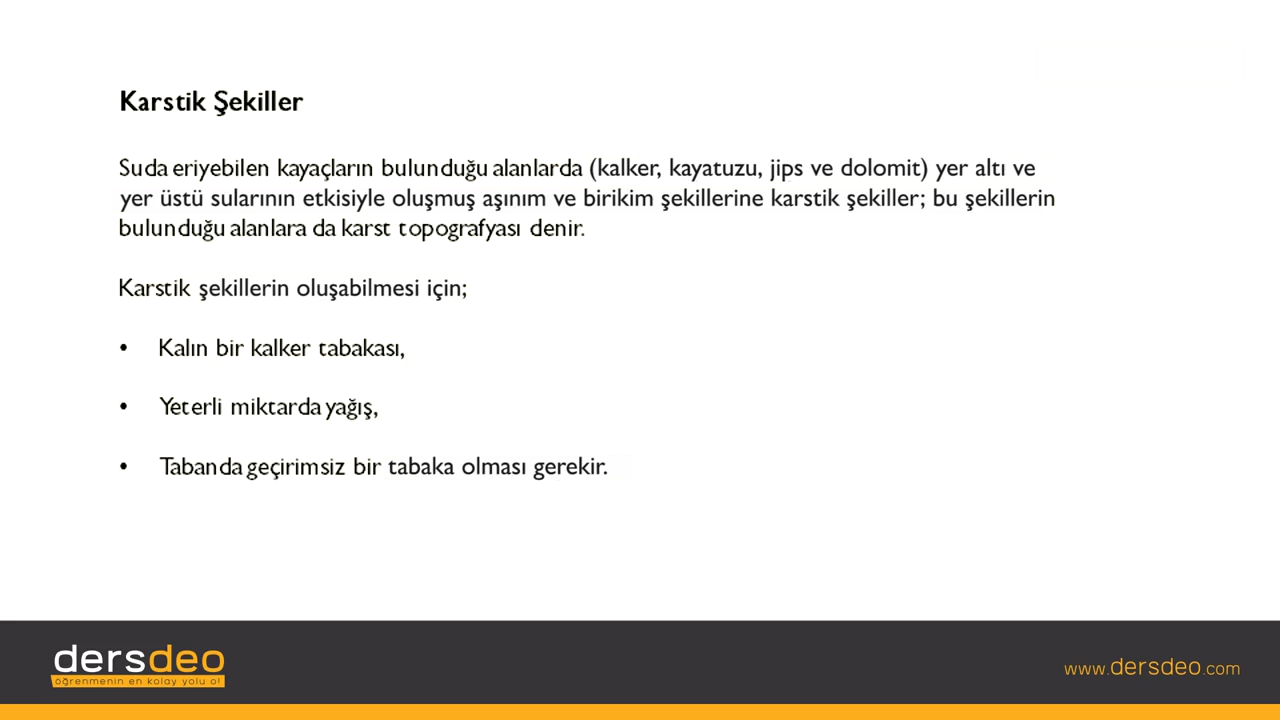 Karstik Şekiller
Suda eriyebilen kayaçların bulunduğu alanlarda (kalker, kayatuzu, jips ve dolomit) yer altı ve
yer üstü sularının etkisiyle oluşmuş aşınım ve birikim şekillerine karstik şekiller; bu şekillerin
bulunduğu alanlara da karst topografyası denir.
Karstik şekillerin oluşabilmesi için;
• Kalın bir kalker tabakası,
• Yeterli miktarda yağış,
• Tabanda geçirimsiz bir tabaka olması gerekir.
dersdeo
öğrenmenin en kolay yolu o!
www.dersdeo.com